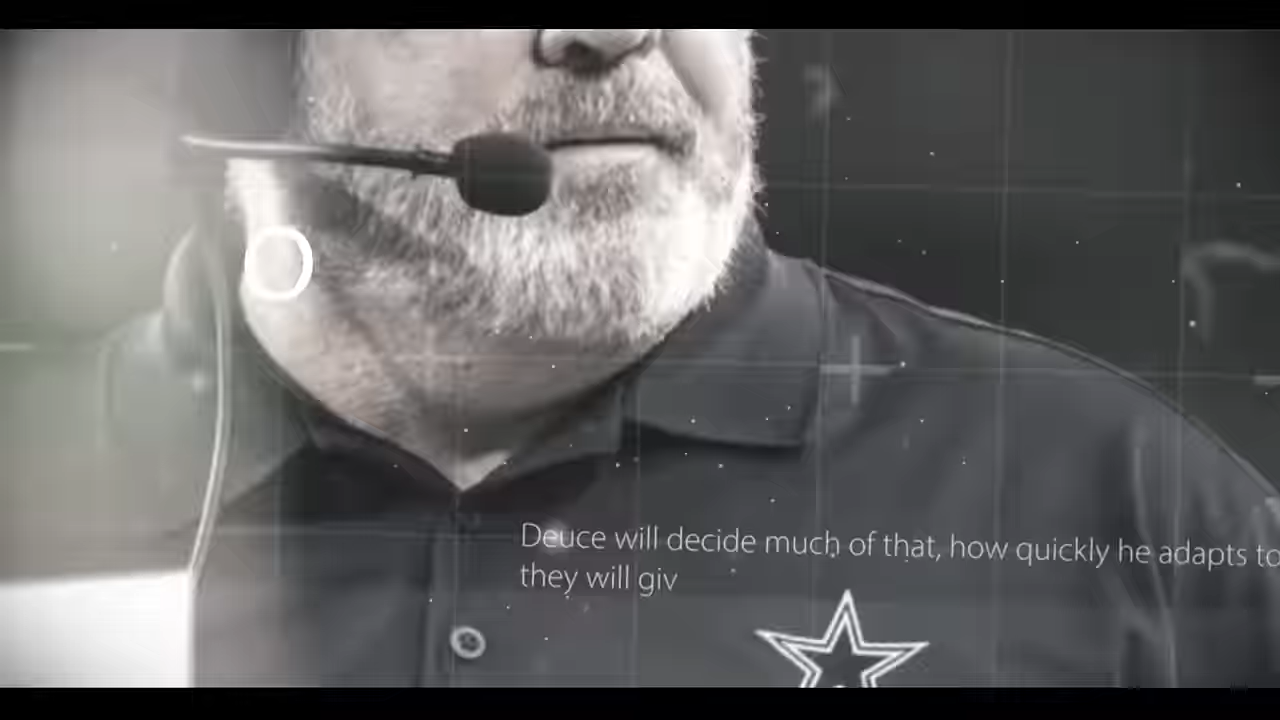 Deuce will decide much of that, how quickly he adapts to
they will giv